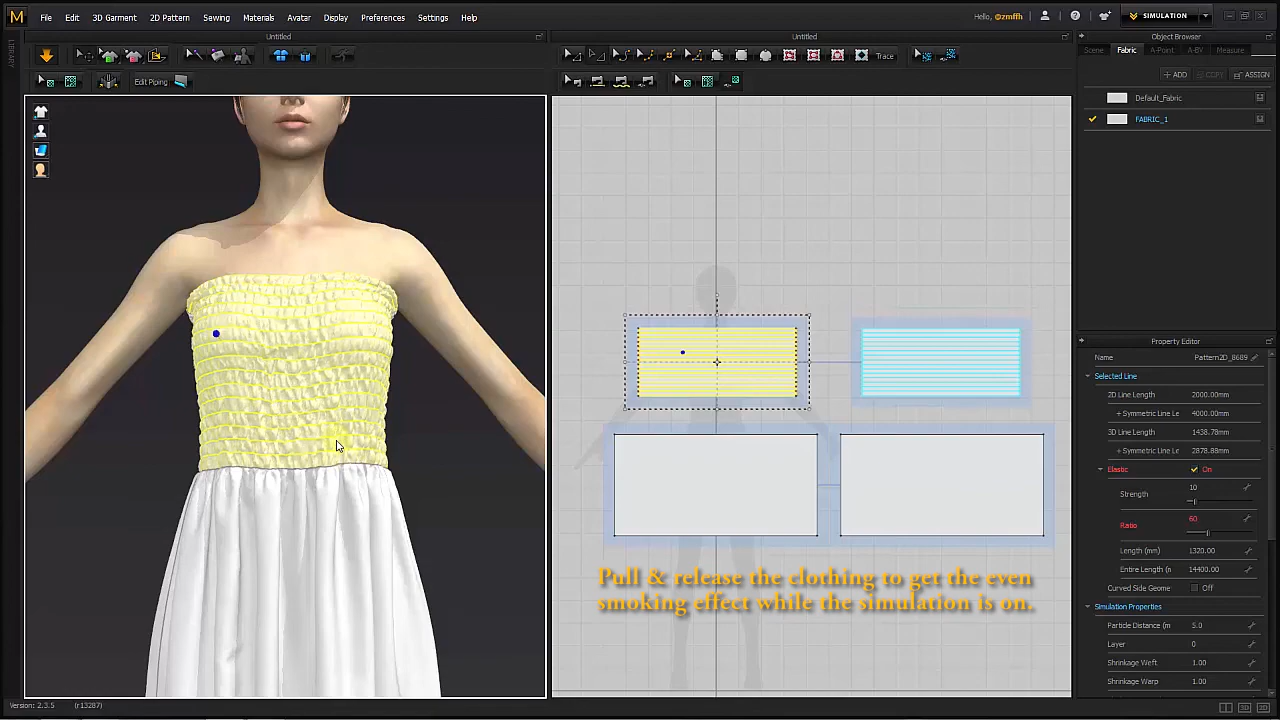 M File Edit 3D Garment 2D Pattern Sewing Materials Avatar Display Preferences Settings Help Hello, @zmffh ? SIMULATION
Untitled Untitled Object Browser
LIBRARY
Scene Fabric A-Point A-BV Measure
Trace
+ ADD COPY ASSIGN
Edit Piping
Default_Fabric
FABRIC_1
Property Editor
Name Pattern2D_8689
Selected Line
2D Line Length 2000.00mm
+ Symmetric Line Le 4000.00mm
3D Line Length 1438.78mm
+ Symmetric Line Le 2878.88mm
Elastic On
Strength 10
Ratio 60
Length (mm) 1320.00
Entire Length (n 14400.00
Curved Side Geome Off
Simulation Properties
Particle Distance (m 5.0
Layer 0
Shrinkage Weft 1.00
Shrinkage Warp 1.00
Pull & release the clothing to get the even
smoking effect while the simulation is on.
Version: 2.3.5 (r13287)